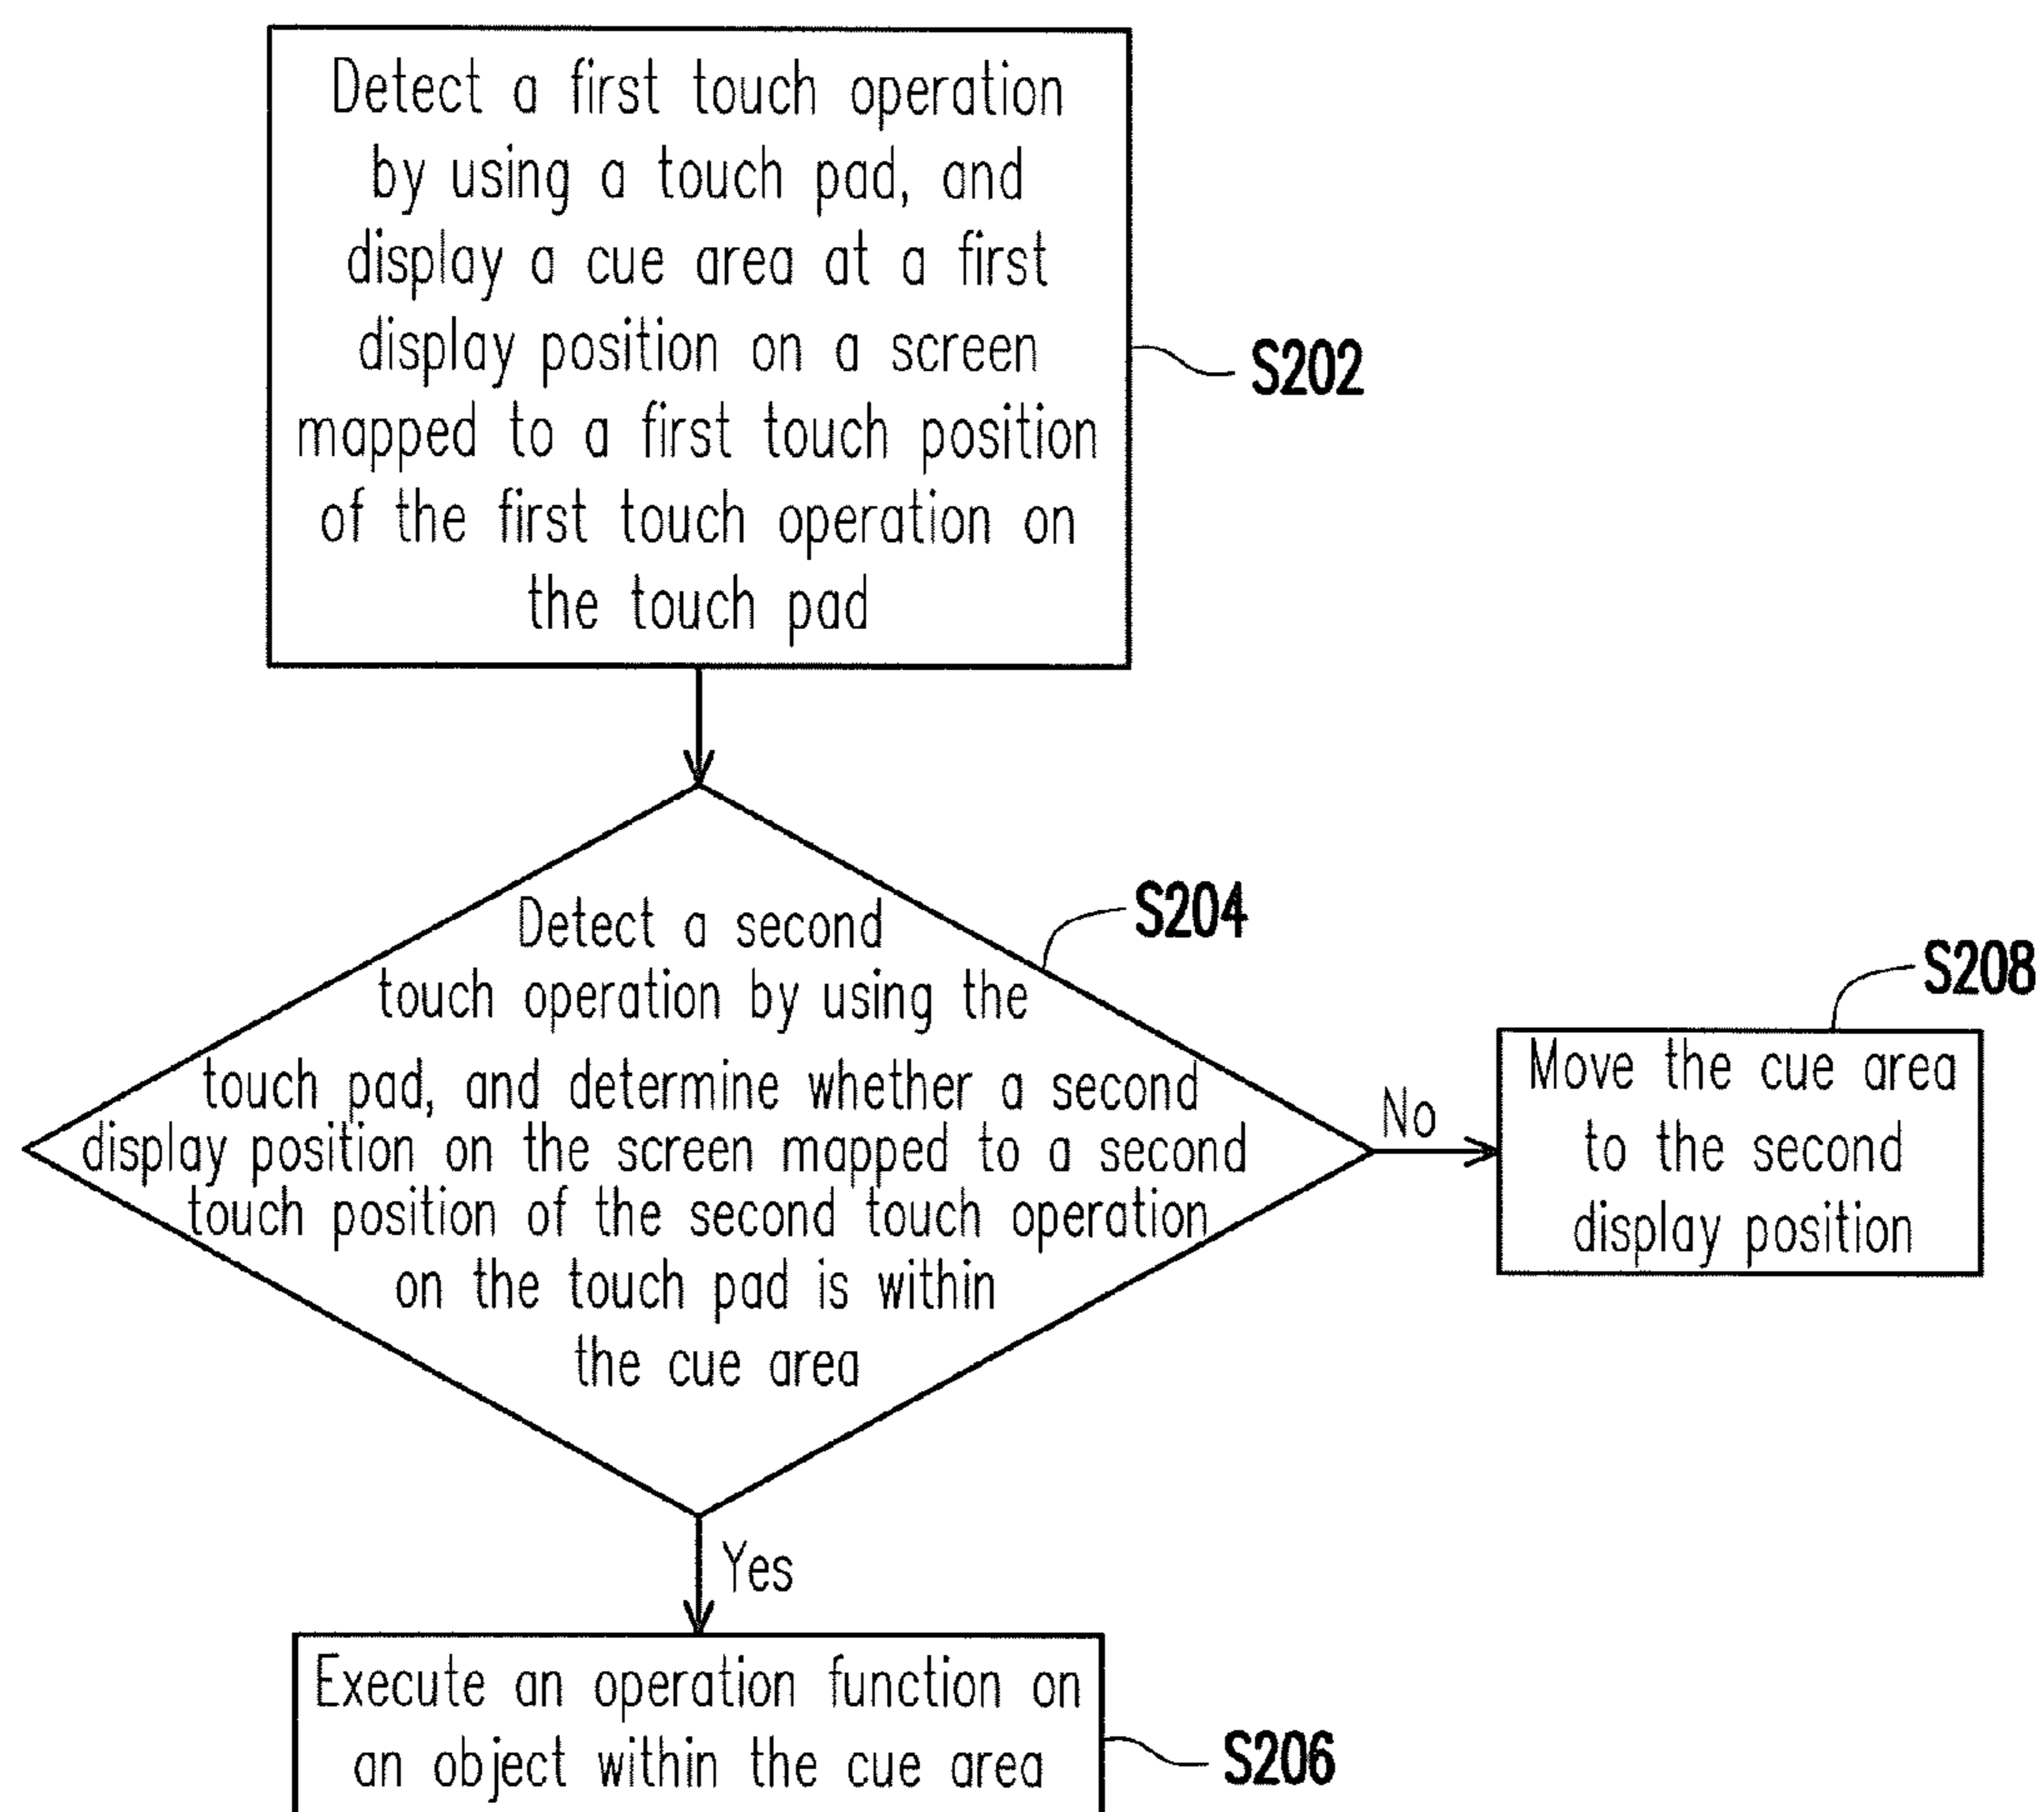 Detect a first touch operation
by using a touch pad, and
display a cue area at a first
display position on a screen
mapped to a first touch position
of the first touch operation on
the touch pad
S202
Detect a second
touch operation by using the
touch pad, and determine whether a second
display position on the screen mapped to a second
touch position of the second touch operation
on the touch pad is within
the cue area
S204
No
S208
Move the cue area
to the second
display position
Yes
Execute an operation function on
an object within the cue area
S206